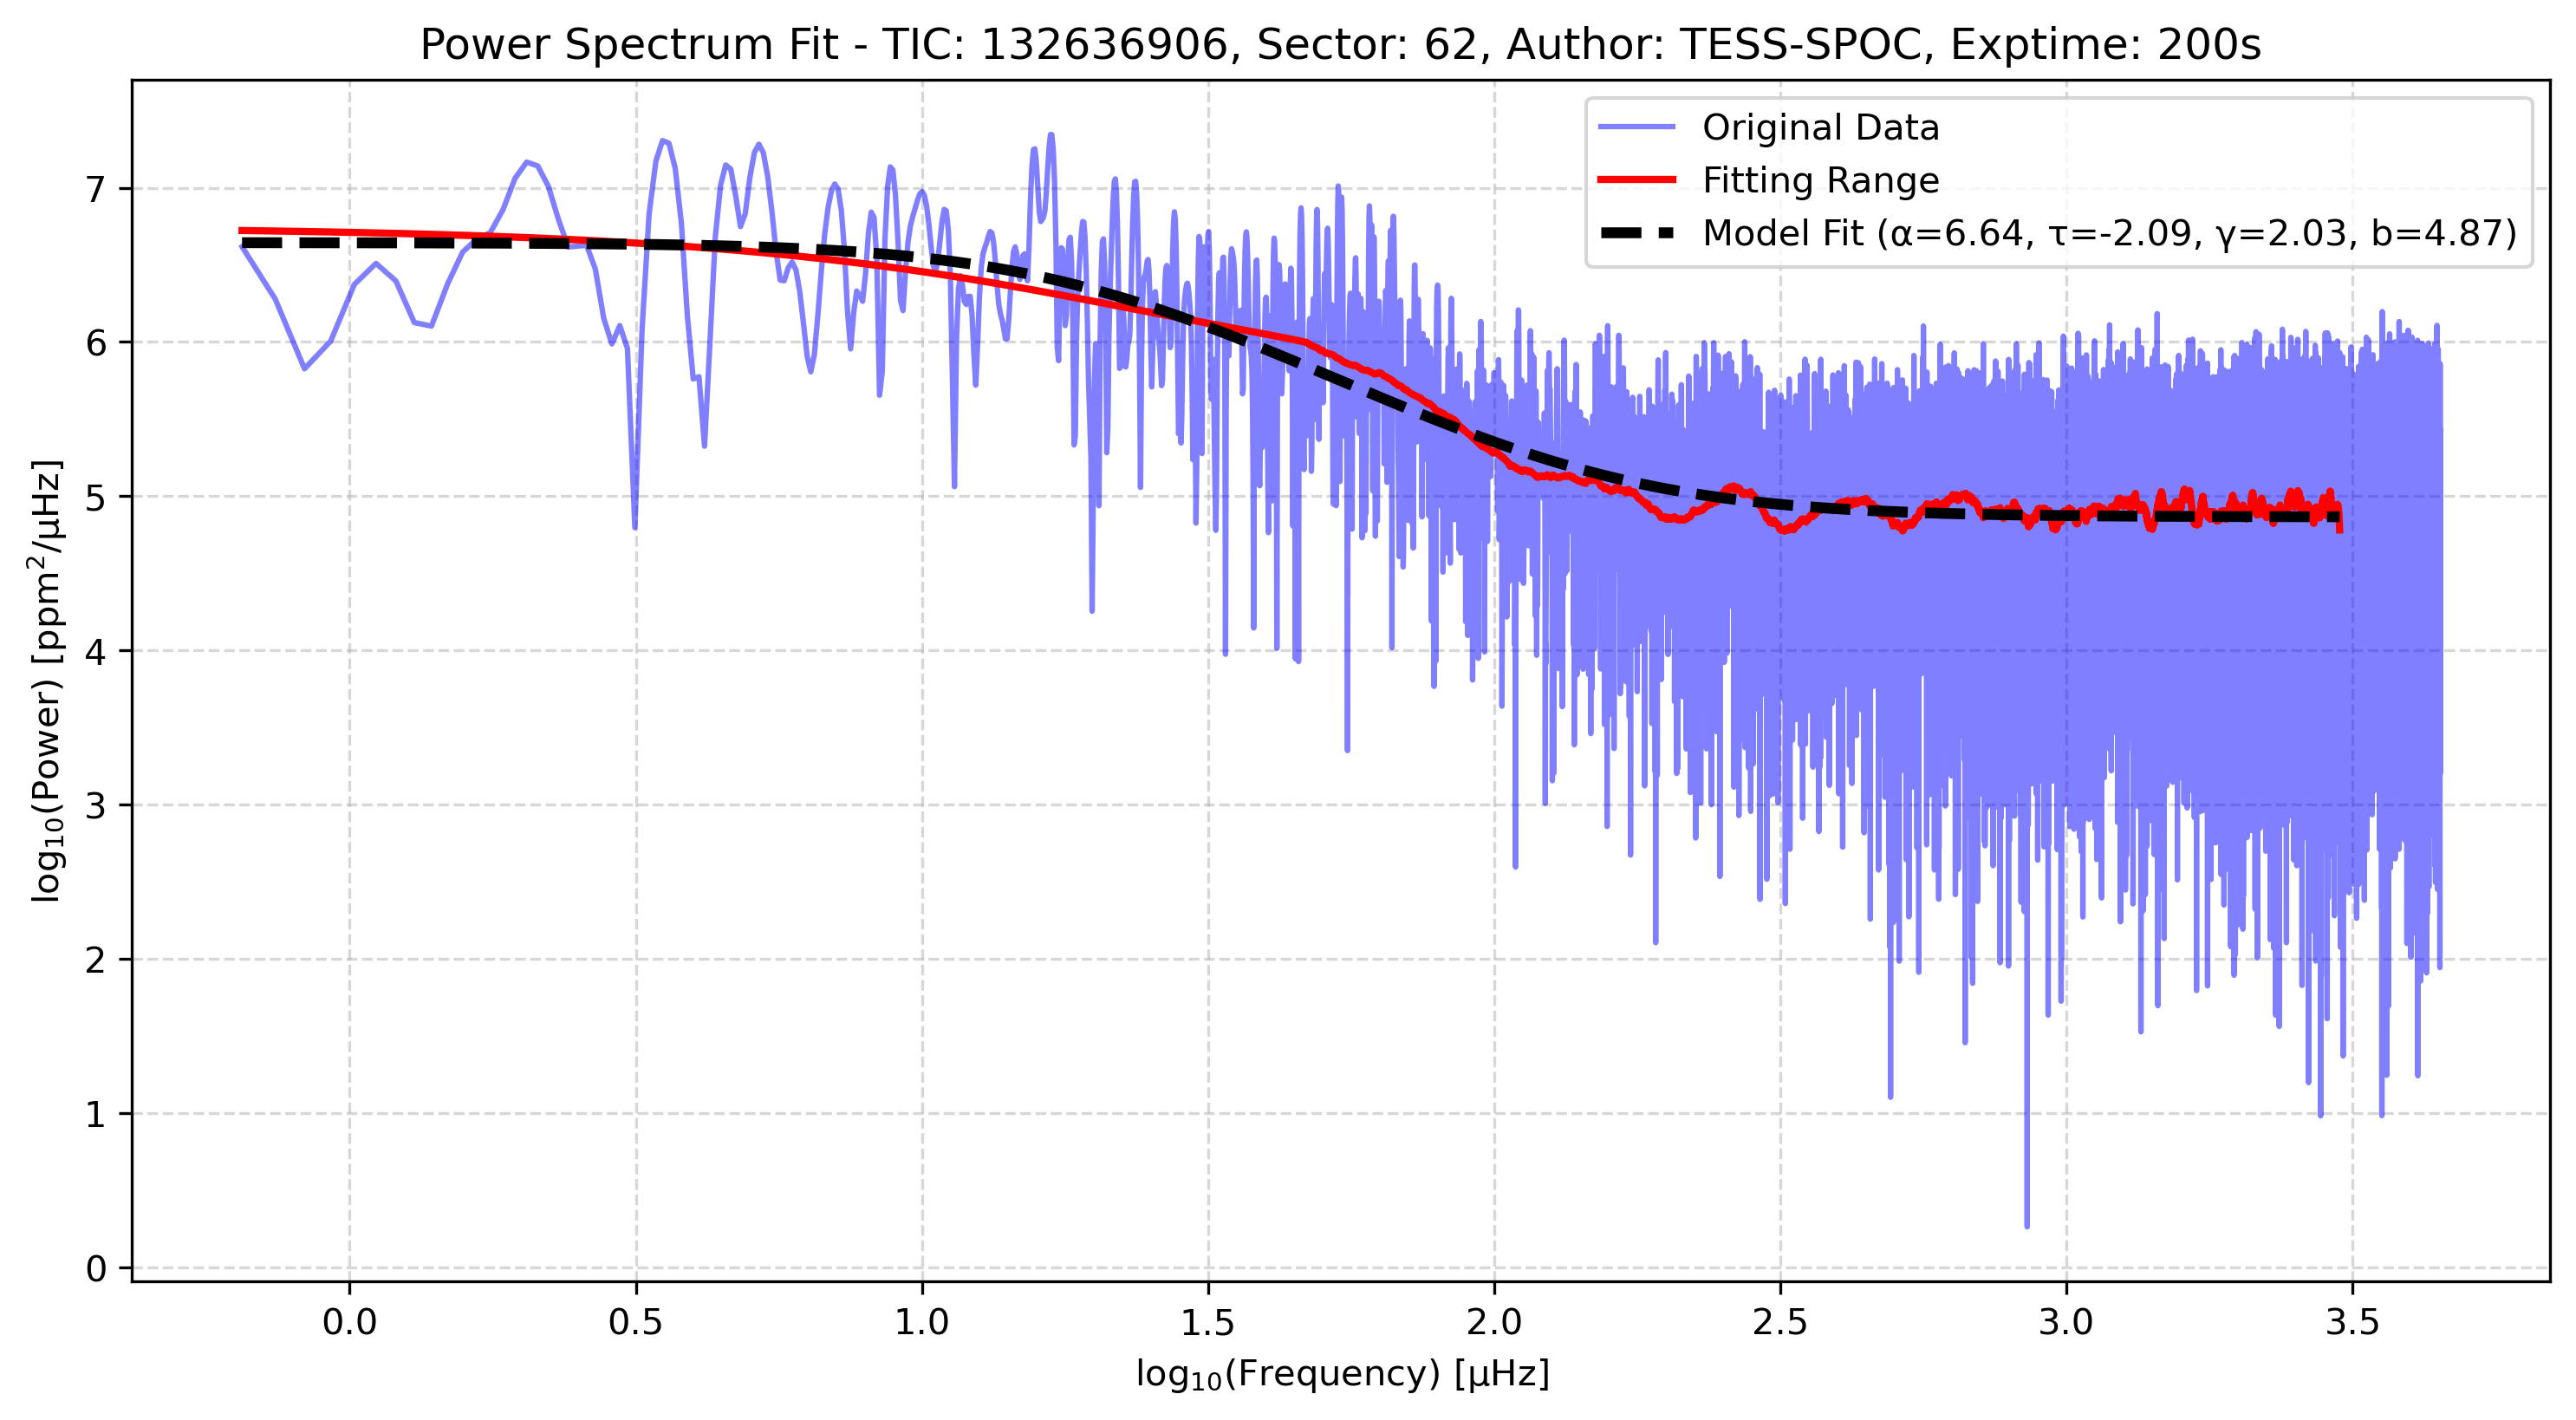 Power Spectrum Fit - TIC: 132636906, Sector: 62, Author: TESS-SPOC, Exptime: 200s
Original Data
Fitting Range
Model Fit (α=6.64, τ=-2.09, γ=2.03, b=4.87)
log₁₀(Power) [ppm²/μHz]
7
6
5
4
3
2
1
0
0.0 0.5 1.0 1.5 2.0 2.5 3.0 3.5
log₁₀(Frequency) [μHz]